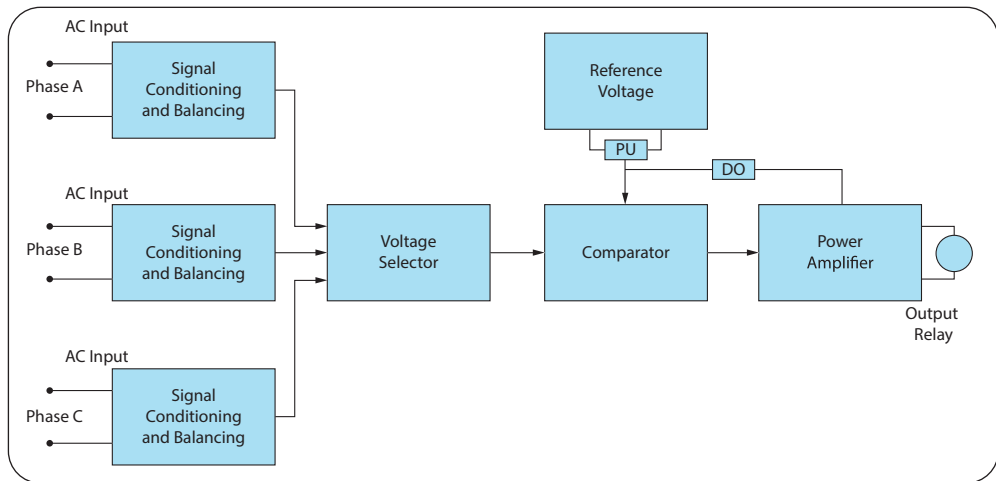 AC Input
Phase A
Signal
Conditioning
and Balancing
AC Input
Phase B
Signal
Conditioning
and Balancing
AC Input
Phase C
Signal
Conditioning
and Balancing
Voltage
Selector
Reference
Voltage
PU
DO
Comparator
Power
Amplifier
Output
Relay